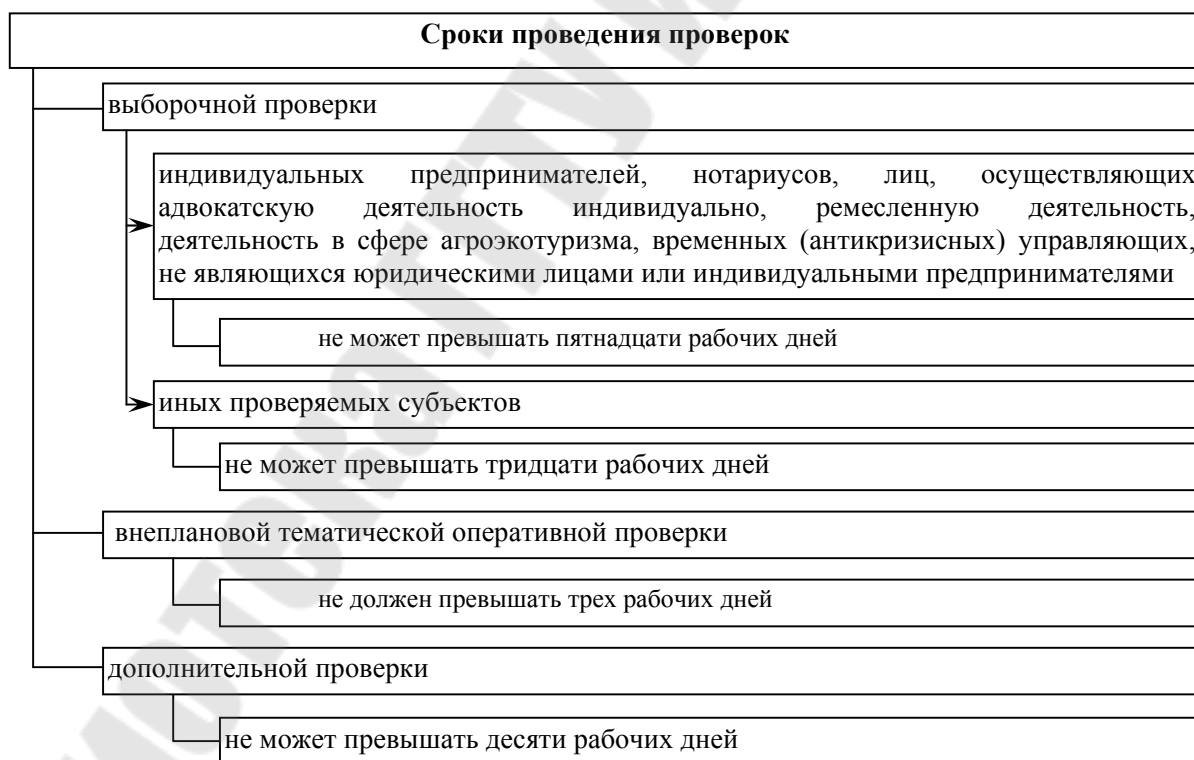 Сроки проведения проверок
выборочной проверки
индивидуальных предпринимателей, нотариусов, лиц, осуществляющих
адвокатскую деятельность индивидуально, ремесленную деятельность,
деятельность в сфере агроэкотуризма, временных (антикризисных) управляющих,
не являющихся юридическими лицами или индивидуальными предпринимателями
не может превышать пятнадцати рабочих дней
иных проверяемых субъектов
не может превышать тридцати рабочих дней
внеплановой тематической оперативной проверки
не должен превышать трех рабочих дней
дополнительной проверки
не может превышать десяти рабочих дней